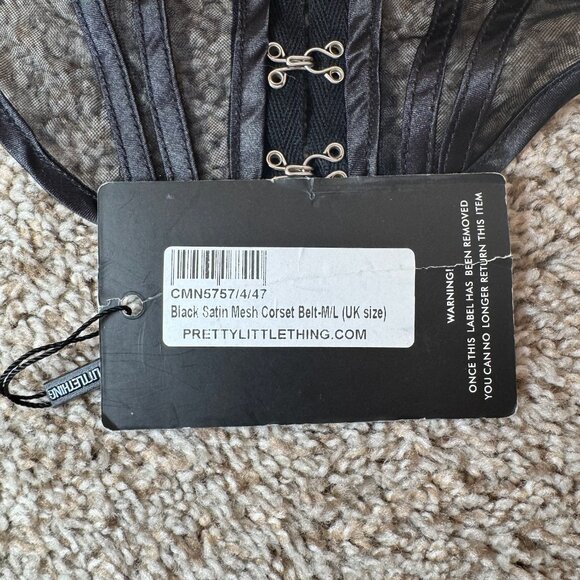 CMN5757/4/47
Black Satin Mesh Corset Belt-M/L (UK size)
PRETTYLITTLETHING.COM
WARNING!
ONCE THIS LABEL HAS BEEN REMOVED
YOU CAN NO LONGER RETURN THIS ITEM
LITTLETHING